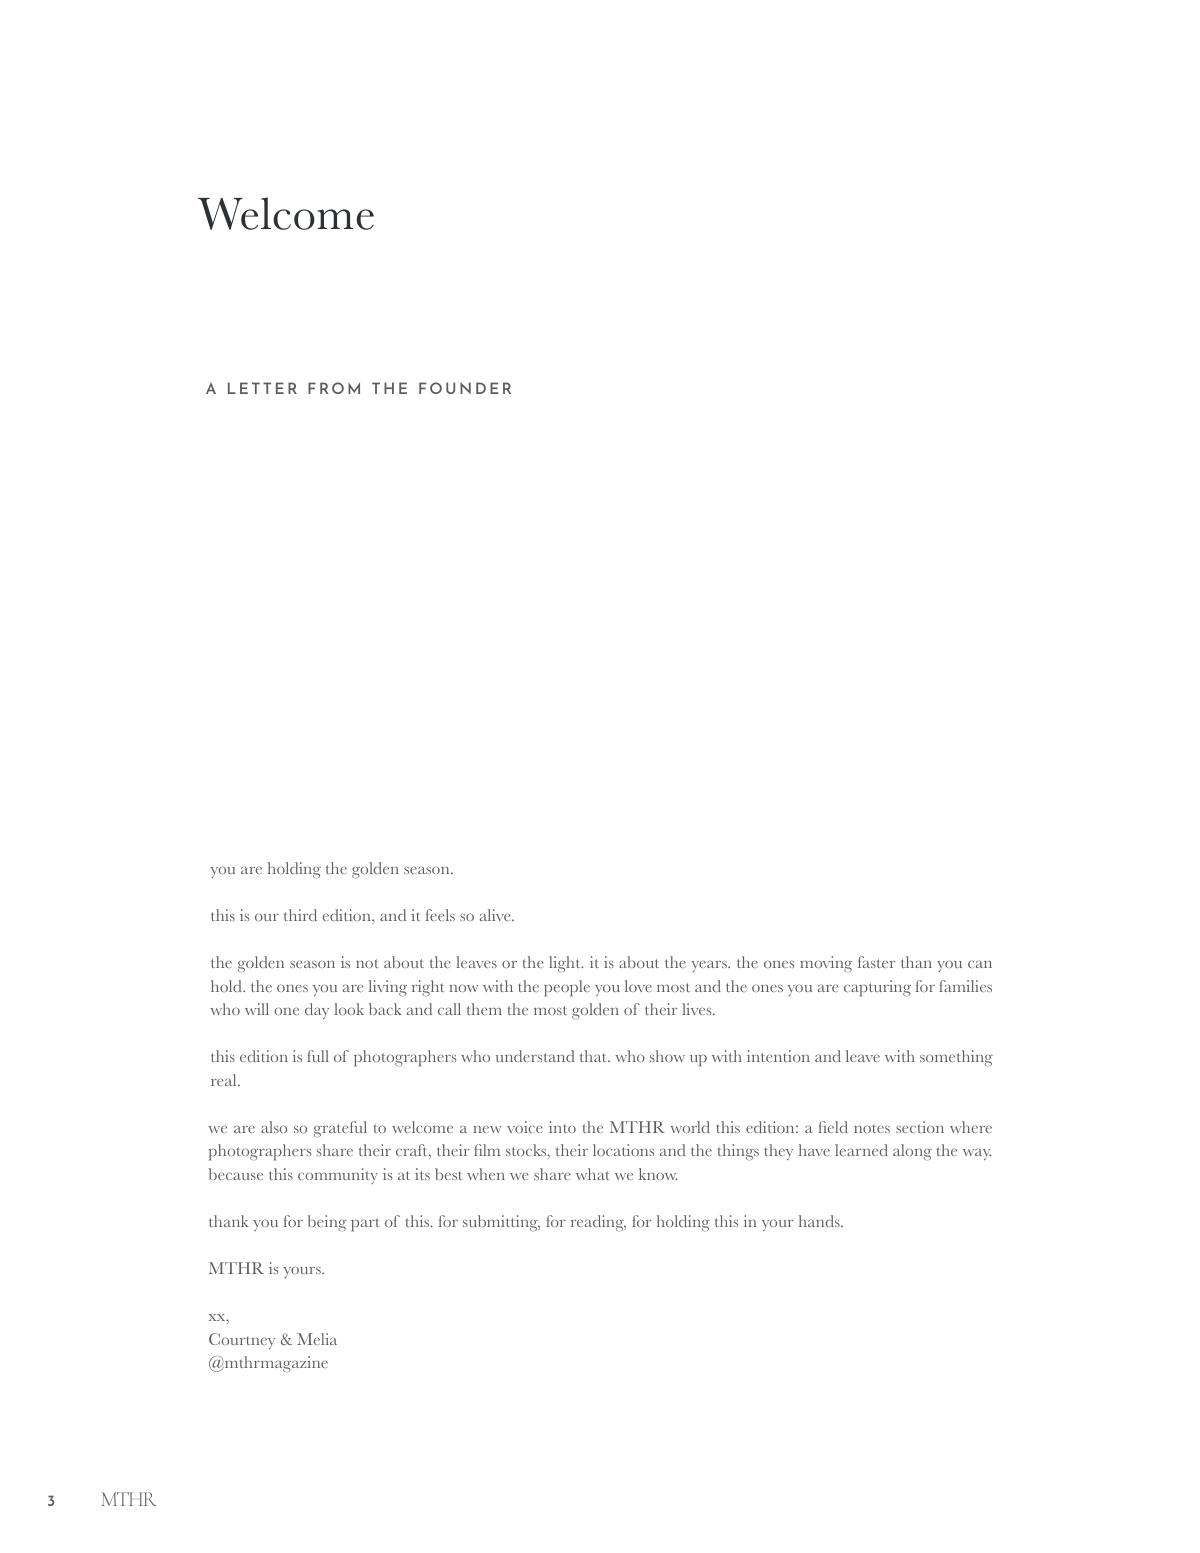 Welcome
A LETTER FROM THE FOUNDER
you are holding the golden season.
this is our third edition, and it feels so alive.
the golden season is not about the leaves or the light. it is about the years. the ones moving faster than you can
hold. the ones you are living right now with the people you love most and the ones you are capturing for families
who will one day look back and call them the most golden of their lives.
this edition is full of photographers who understand that. who show up with intention and leave with something
real.
we are also so grateful to welcome a new voice into the MTHR world this edition: a field notes section where
photographers share their craft, their film stocks, their locations and the things they have learned along the way.
because this community is at its best when we share what we know.
thank you for being part of this. for submitting, for reading, for holding this in your hands.
MTHR is yours.
xx,
Courtney & Melia
@mthrmagazine
3 MTHR